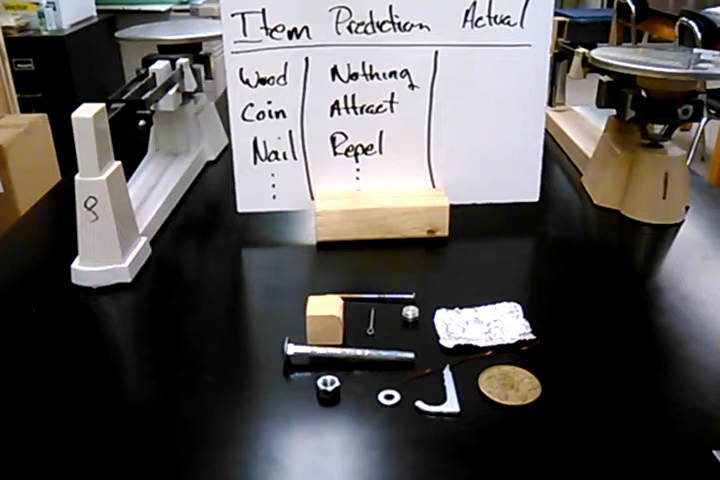 Item Prediction Actual
Wood Nothing
Coin Attract
Nail Repel
8